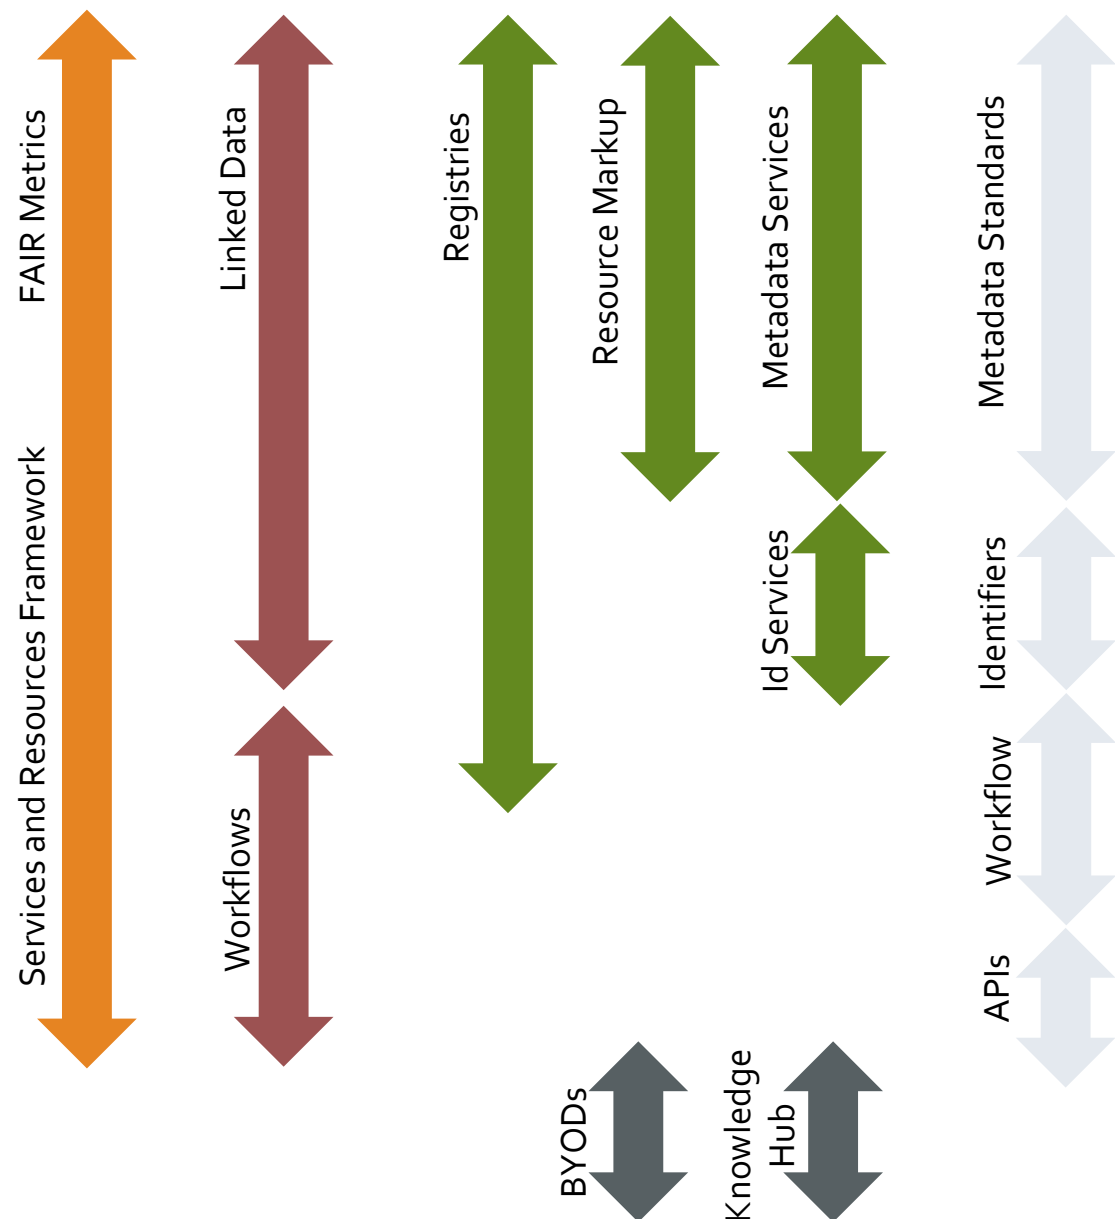 FAIR Metrics
Services and Resources Framework
Linked Data
Workflows
Registries
Resource Markup
Metadata Services
Id Services
Metadata Standards
Identifiers
Workflow
APIs
BYODs
Knowledge
Hub